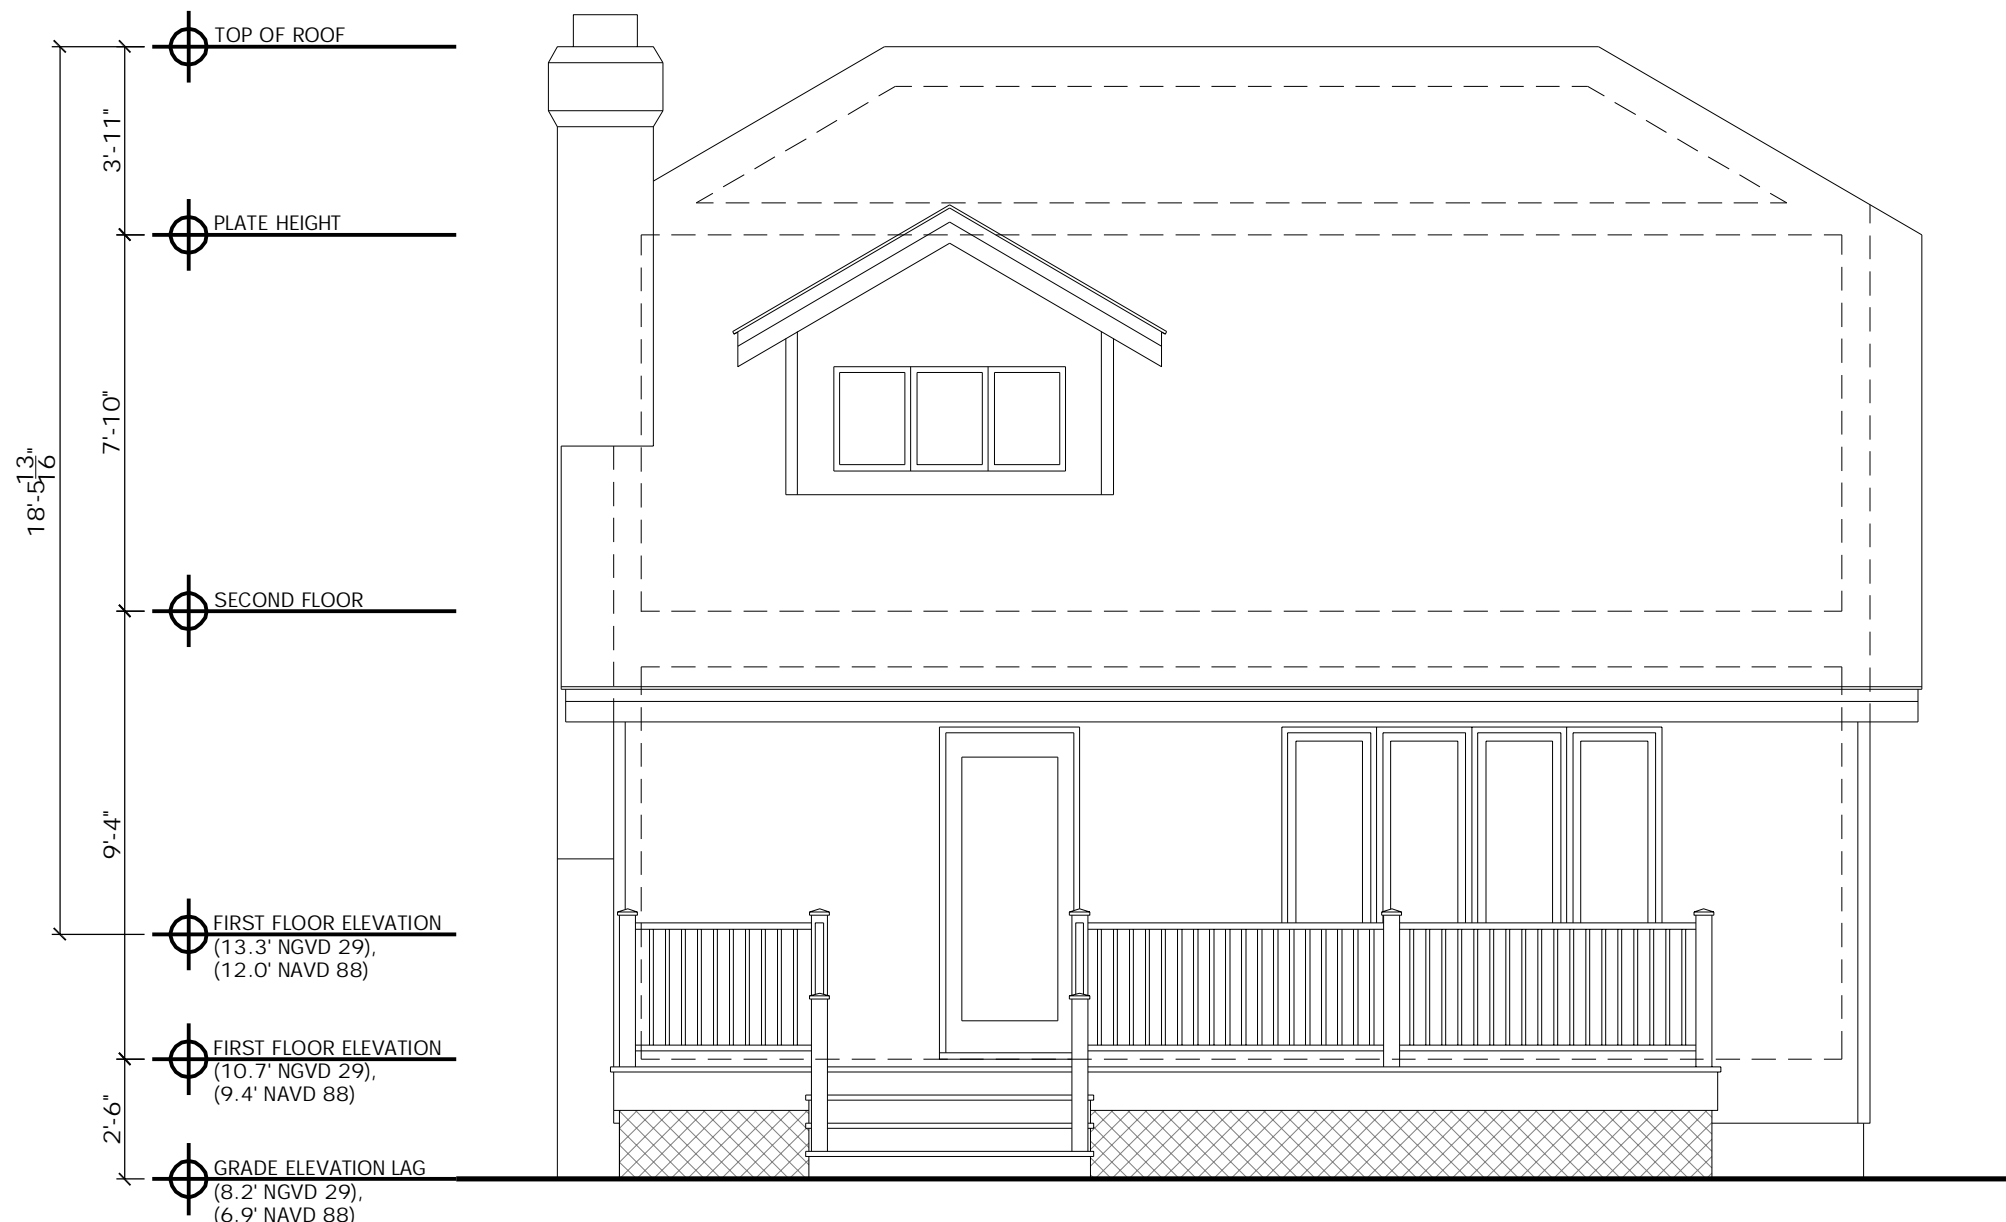 TOP OF ROOF
3'-11"
PLATE HEIGHT
7'-10"
18'-5 13/16"
SECOND FLOOR
9'-4"
FIRST FLOOR ELEVATION
(13.3' NGVD 29),
(12.0' NAVD 88)
FIRST FLOOR ELEVATION
(10.7' NGVD 29),
(9.4' NAVD 88)
2'-6"
GRADE ELEVATION LAG
(8.2' NGVD 29),
(6.9' NAVD 88)